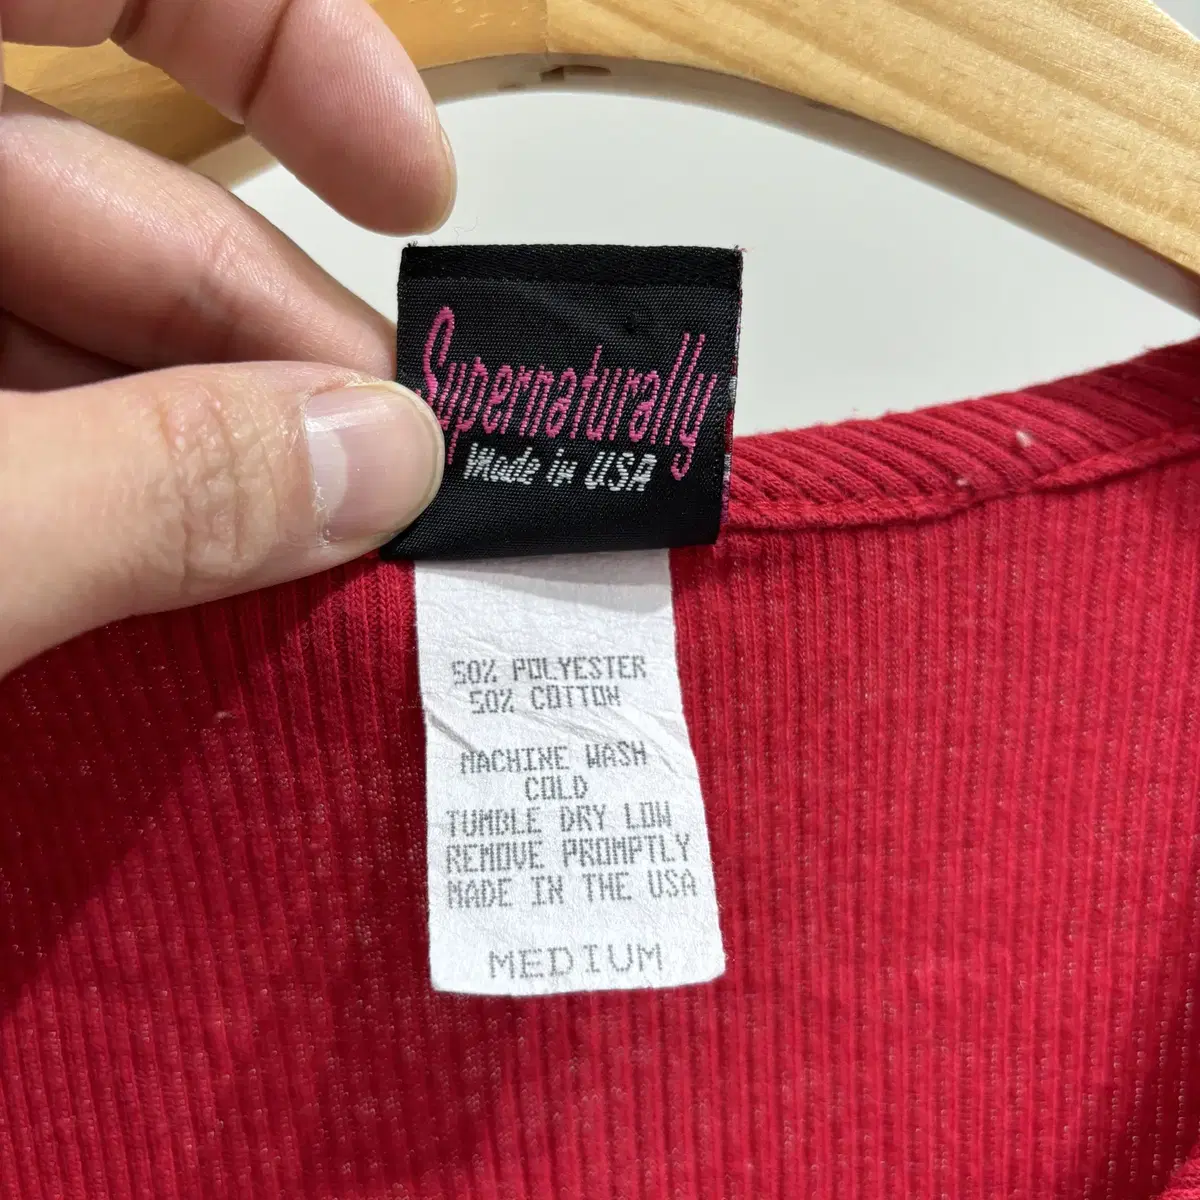 Supernaturally
Made in USA
50% POLYESTER
50% COTTON
MACHINE WASH
COLD
TUMBLE DRY LOW
REMOVE PROMPTLY
MADE IN THE USA
MEDIUM